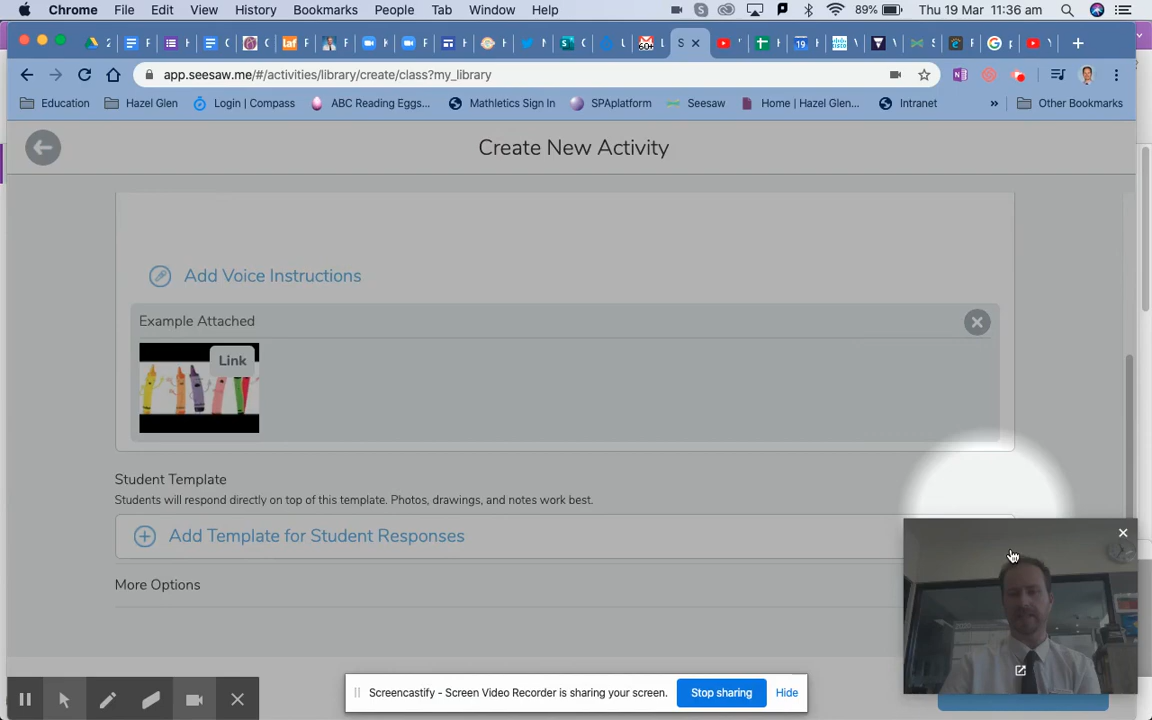 Chrome File Edit View History Bookmarks People Tab Window Help 89% Thu 19 Mar 11:36 am
60+ S 19
app.seesaw.me/#/activities/library/create/class?my_library
Education Hazel Glen Login | Compass ABC Reading Eggs... Mathletics Sign In SPAplatform Seesaw Home | Hazel Glen... Intranet » Other Bookmarks
Create New Activity
Add Voice Instructions
Example Attached
Link
Student Template
Students will respond directly on top of this template. Photos, drawings, and notes work best.
Add Template for Student Responses
More Options
Screencastify - Screen Video Recorder is sharing your screen. Stop sharing Hide